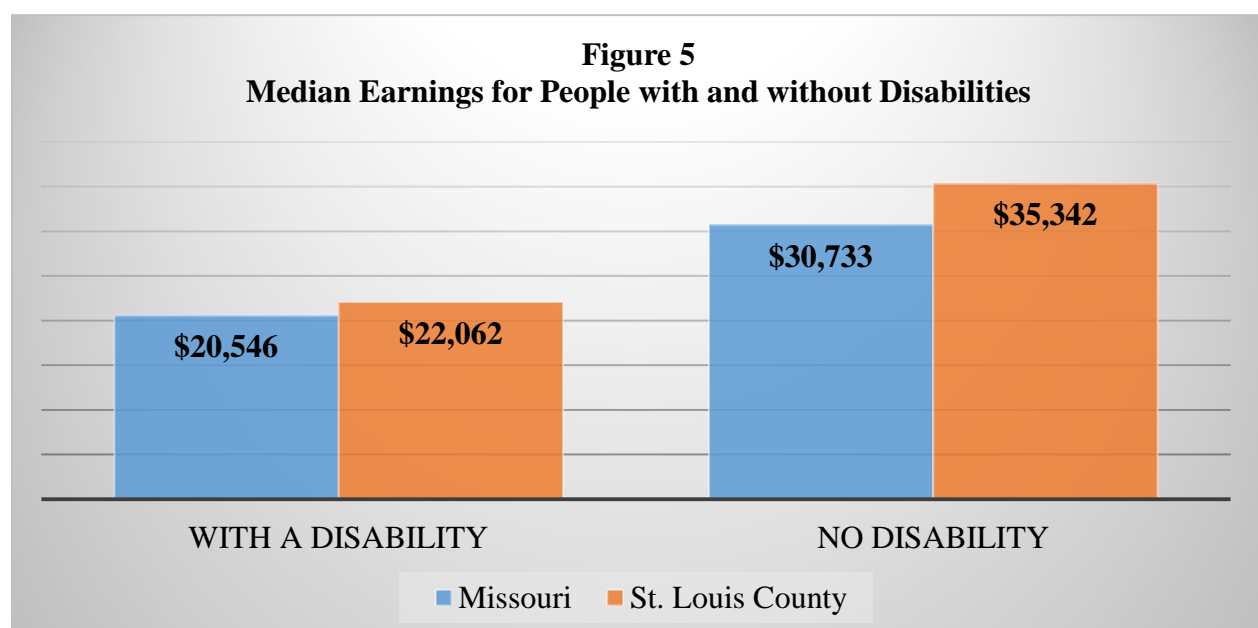 Figure 5
Median Earnings for People with and without Disabilities
$20,546
$22,062
$30,733
$35,342
WITH A DISABILITY
NO DISABILITY
Missouri
St. Louis County